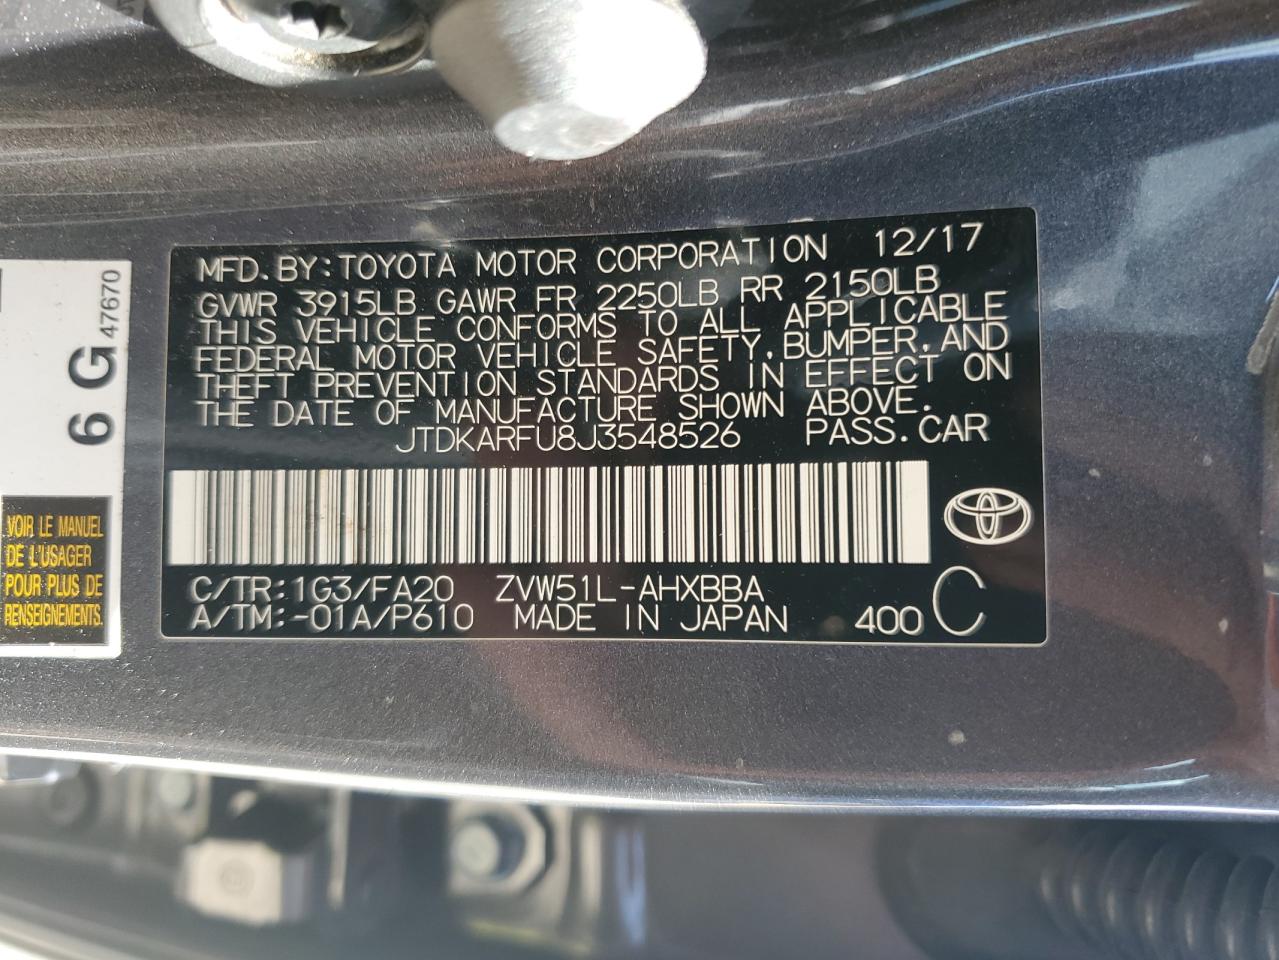 MFD.BY:TOYOTA MOTOR CORPORATION 12/17
GVWR 3915LB GAWR FR 2250LB RR 2150LB
THIS VEHICLE CONFORMS TO ALL APPLICABLE
FEDERAL MOTOR VEHICLE SAFETY,BUMPER,AND
THEFT PREVENTION STANDARDS IN EFFECT ON
THE DATE OF MANUFACTURE SHOWN ABOVE.
JTDKARFU8J3548526 PASS.CAR
C/TR:1G3/FA20 ZVW51L-AHXBBA
A/TM:-01A/P610 MADE IN JAPAN 400 C
6 G 47670
VOIR LE MANUEL
DE L'USAGER
POUR PLUS DE
RENSEIGNEMENTS.